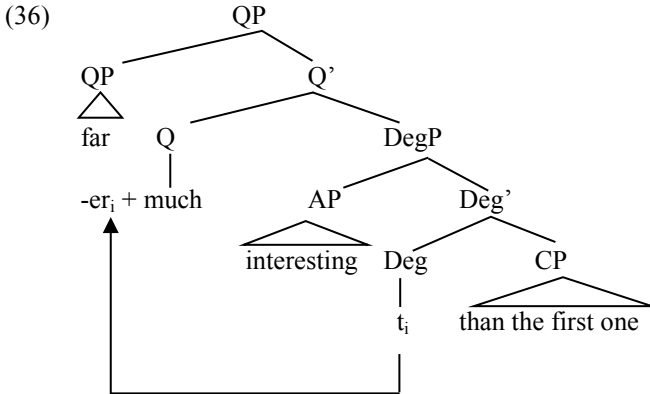 (36) QP
QP Q’
far Q DegP
-erᵢ + much AP Deg’
interesting Deg CP
tᵢ than the first one